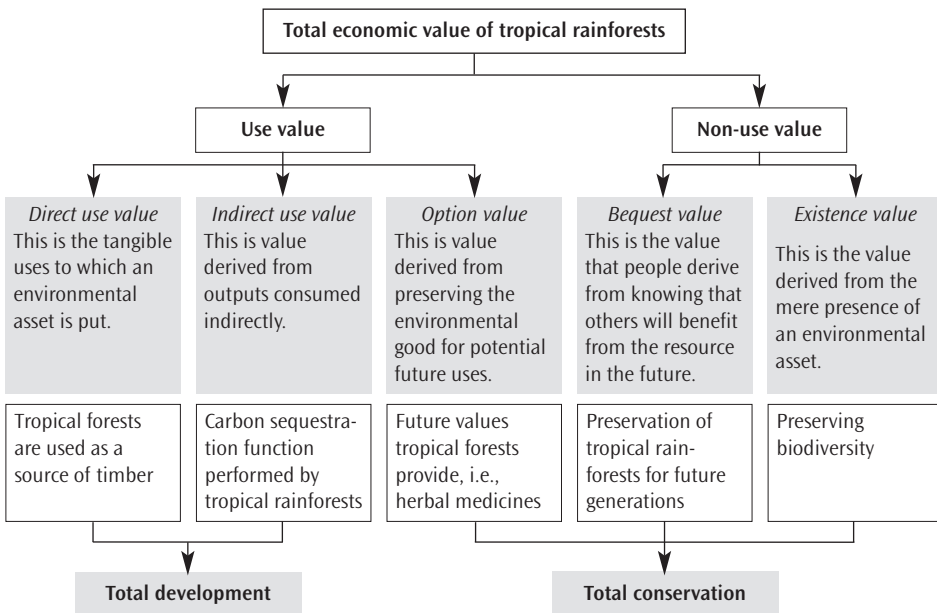 Total economic value of tropical rainforests
Use value
Non-use value
Direct use value
This is the tangible
uses to which an
environmental
asset is put.
Indirect use value
This is value
derived from
outputs consumed
indirectly.
Option value
This is value
derived from
preserving the
environmental
good for potential
future uses.
Bequest value
This is the value
that people derive
from knowing that
others will benefit
from the resource
in the future.
Existence value
This is the value
derived from the
mere presence of
an environmental
asset.
Tropical forests
are used as a
source of timber
Carbon sequestra-
tion function
performed by
tropical rainforests
Future values
tropical forests
provide, i.e.,
herbal medicines
Preservation of
tropical rain-
forests for future
generations
Preserving
biodiversity
Total development
Total conservation